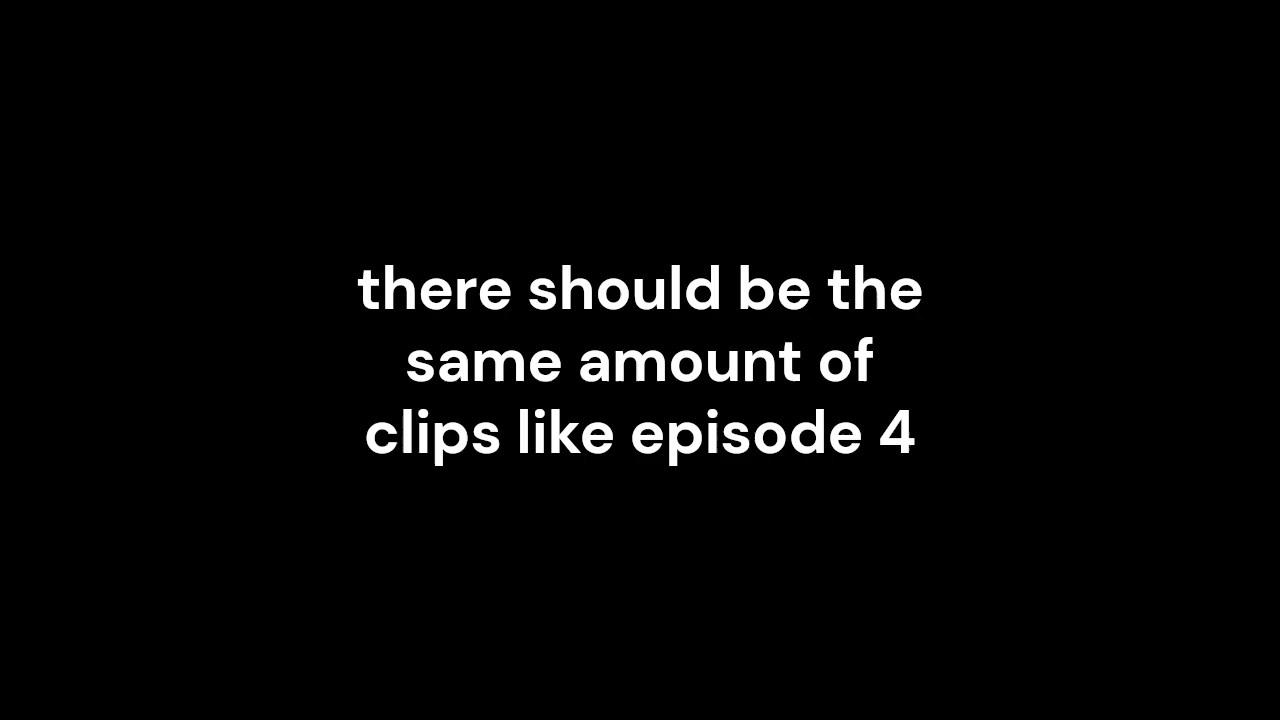 there should be the
same amount of
clips like episode 4